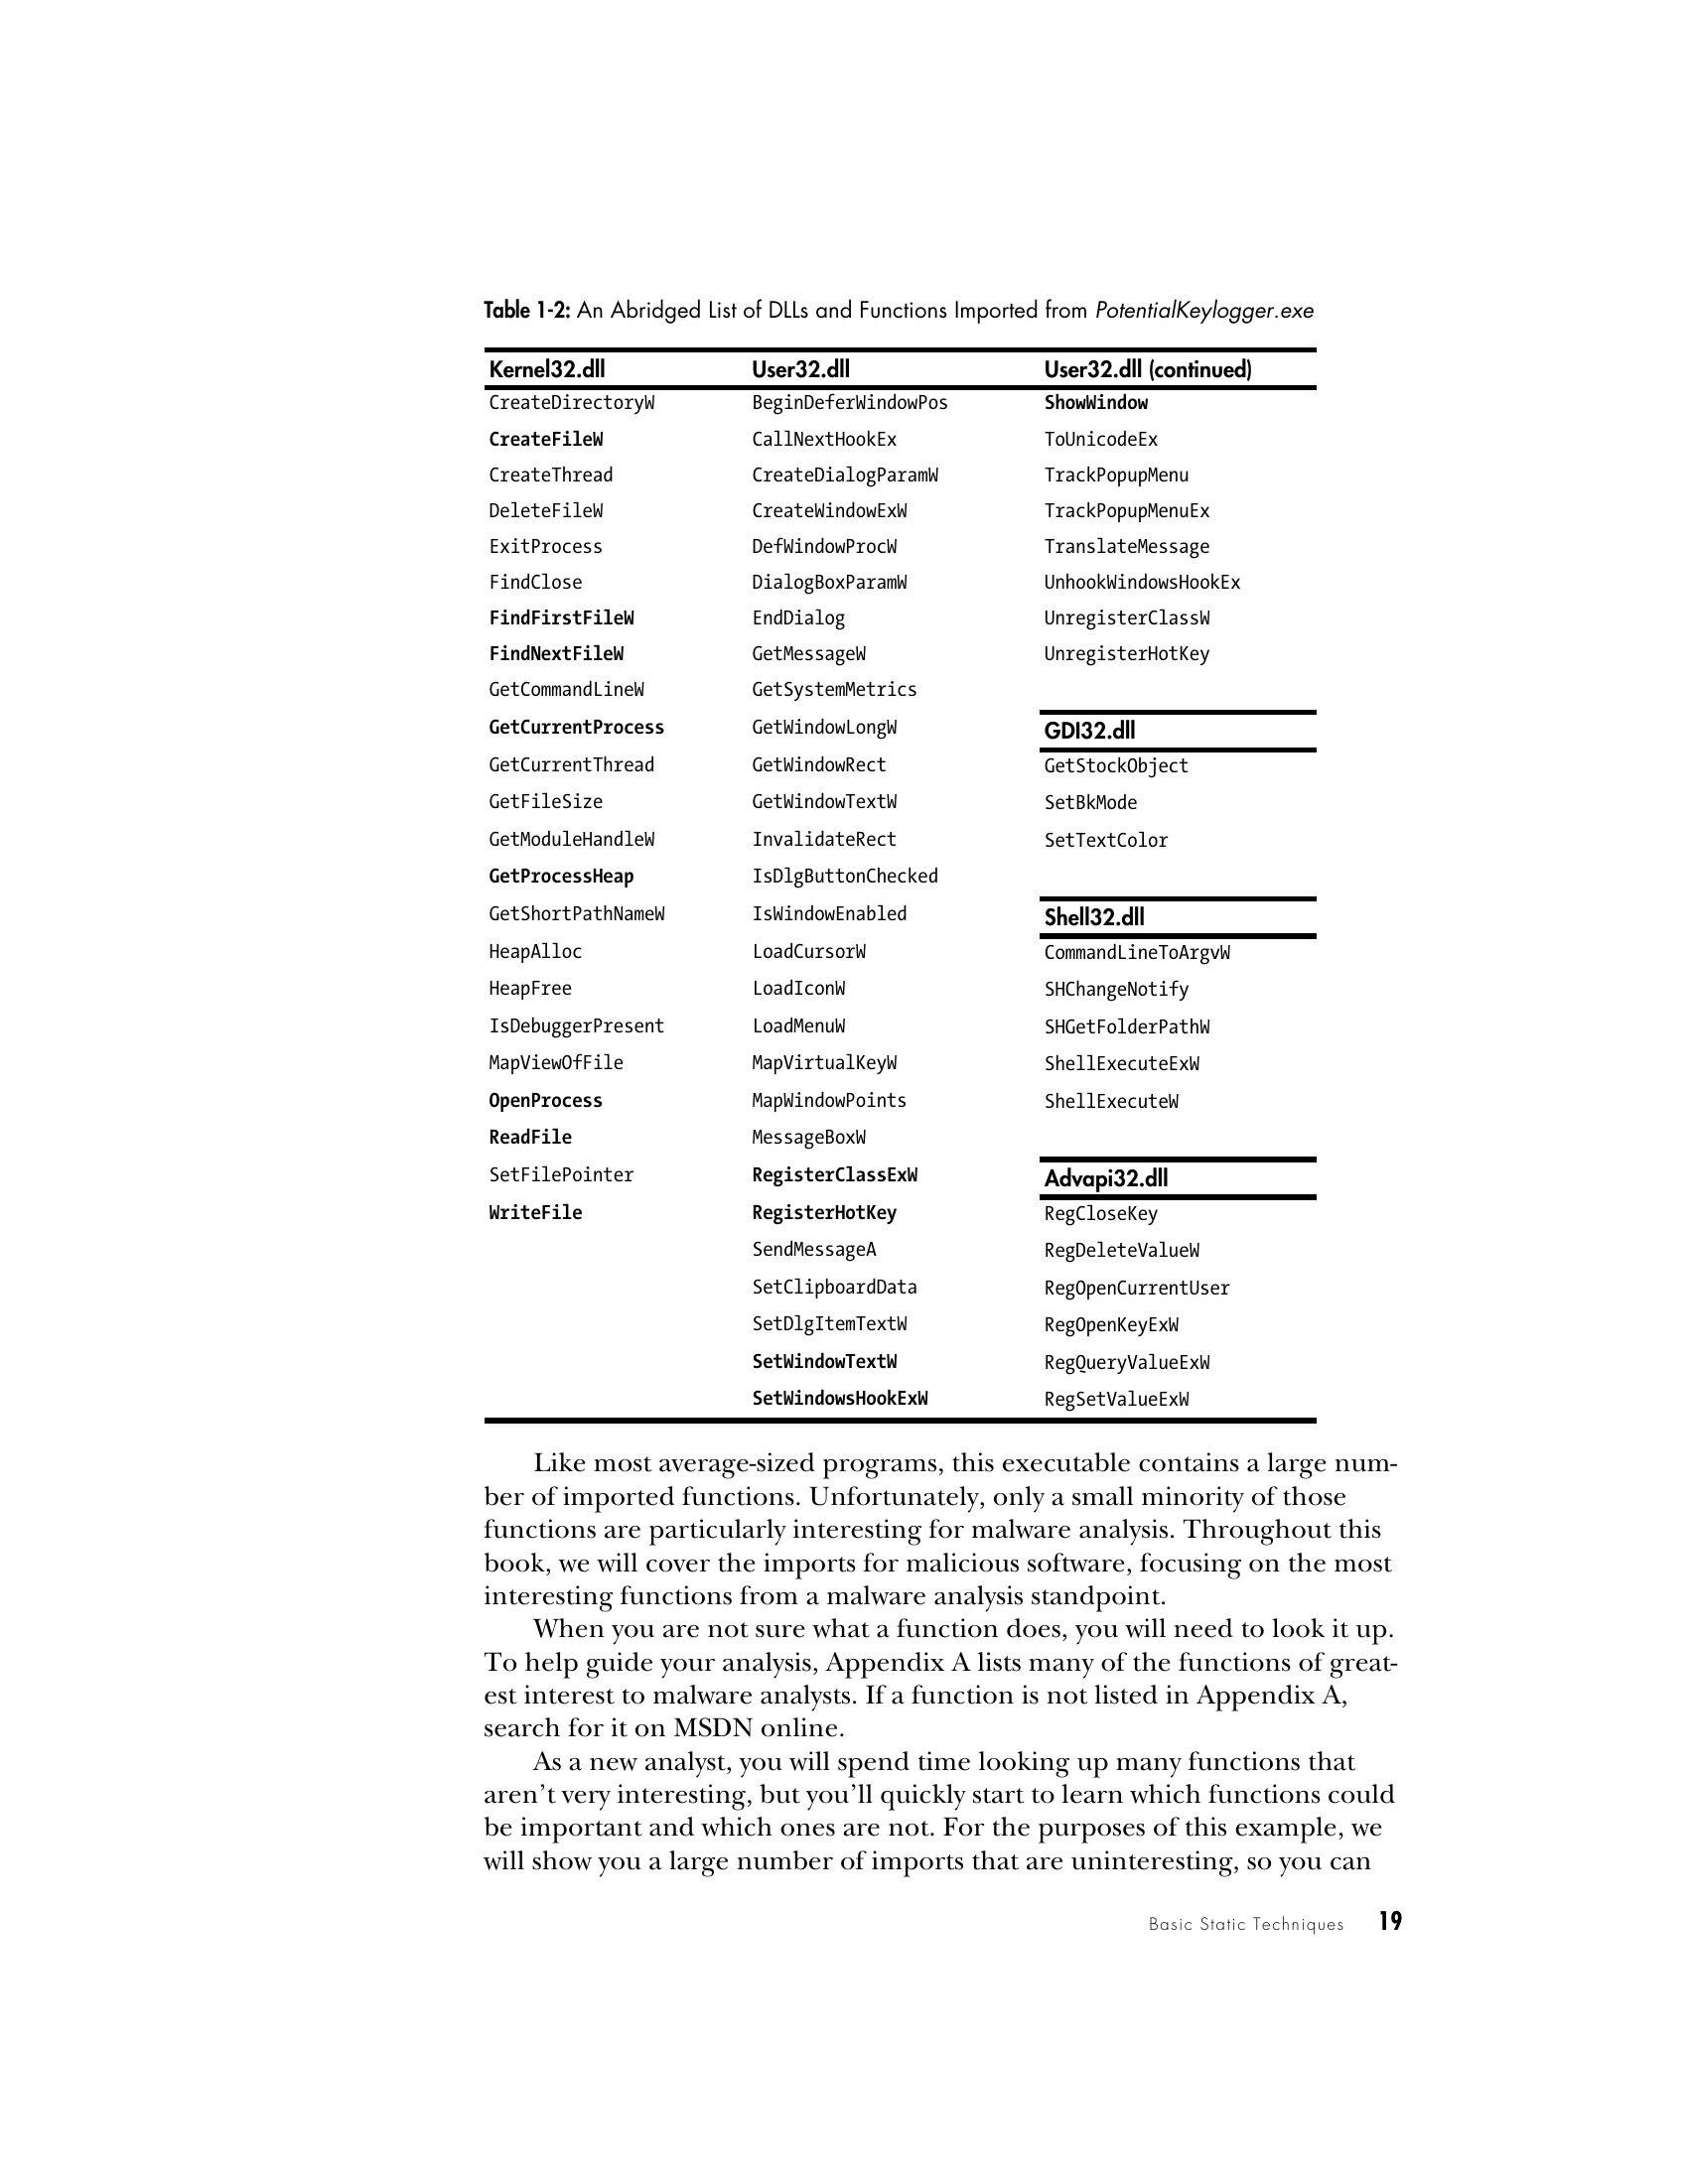 Table 1-2: An Abridged List of DLLs and Functions Imported from PotentialKeylogger.exe
Kernel32.dll User32.dll User32.dll (continued)
CreateDirectoryW BeginDeferWindowPos ShowWindow
CreateFileW CallNextHookEx ToUnicodeEx
CreateThread CreateDialogParamW TrackPopupMenu
DeleteFileW CreateWindowExW TrackPopupMenuEx
ExitProcess DefWindowProcW TranslateMessage
FindClose DialogBoxParamW UnhookWindowsHookEx
FindFirstFileW EndDialog UnregisterClassW
FindNextFileW GetMessageW UnregisterHotKey
GetCommandLineW GetSystemMetrics
GetCurrentProcess GetWindowLongW GDI32.dll
GetCurrentThread GetWindowRect GetStockObject
GetFileSize GetWindowTextW SetBkMode
GetModuleHandleW InvalidateRect SetTextColor
GetProcessHeap IsDlgButtonChecked
GetShortPathNameW IsWindowEnabled Shell32.dll
HeapAlloc LoadCursorW CommandLineToArgvW
HeapFree LoadIconW SHChangeNotify
IsDebuggerPresent LoadMenuW SHGetFolderPathW
MapViewOfFile MapVirtualKeyW ShellExecuteExW
OpenProcess MapWindowPoints ShellExecuteW
ReadFile MessageBoxW
SetFilePointer RegisterClassExW Advapi32.dll
WriteFile RegisterHotKey RegCloseKey
SendMessageA RegDeleteValueW
SetClipboardData RegOpenCurrentUser
SetDlgItemTextW RegOpenKeyExW
SetWindowTextW RegQueryValueExW
SetWindowsHookExW RegSetValueExW
Like most average-sized programs, this executable contains a large num-
ber of imported functions. Unfortunately, only a small minority of those
functions are particularly interesting for malware analysis. Throughout this
book, we will cover the imports for malicious software, focusing on the most
interesting functions from a malware analysis standpoint.
When you are not sure what a function does, you will need to look it up.
To help guide your analysis, Appendix A lists many of the functions of great-
est interest to malware analysts. If a function is not listed in Appendix A,
search for it on MSDN online.
As a new analyst, you will spend time looking up many functions that
aren’t very interesting, but you’ll quickly start to learn which functions could
be important and which ones are not. For the purposes of this example, we
will show you a large number of imports that are uninteresting, so you can
Basic Static Techniques 19